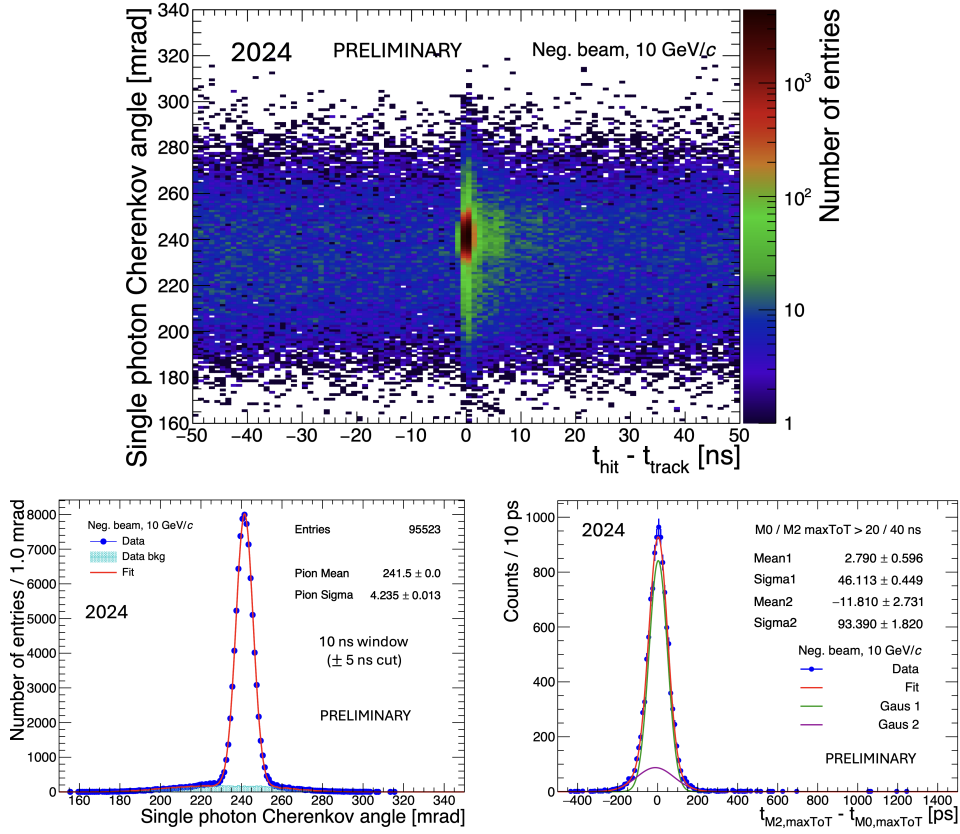 2024 PRELIMINARY Neg. beam, 10 GeV/c
Single photon Cherenkov angle [mrad]
340
320
300
280
260
240
220
200
180
160
−50 −40 −30 −20 −10 0 10 20 30 40 50
t_hit - t_track [ns]
Number of entries
10³
10²
10
1
Number of entries / 1.0 mrad
8000
7000
6000
5000
4000
3000
2000
1000
0
Neg. beam, 10 GeV/c
Data
Data bkg
Fit
2024
Entries 95523
Pion Mean 241.5 ± 0.0
Pion Sigma 4.235 ± 0.013
10 ns window
(± 5 ns cut)
PRELIMINARY
160 180 200 220 240 260 280 300 320 340
Single photon Cherenkov angle [mrad]
Counts / 10 ps
1000
800
600
400
200
0
2024
M0 / M2 maxToT > 20 / 40 ns
Mean1 2.790 ± 0.596
Sigma1 46.113 ± 0.449
Mean2 −11.810 ± 2.731
Sigma2 93.390 ± 1.820
Neg. beam, 10 GeV/c
Data
Fit
Gaus 1
Gaus 2
PRELIMINARY
−400 −200 0 200 400 600 800 1000 1200 1400
t_M2,maxToT - t_M0,maxToT [ps]